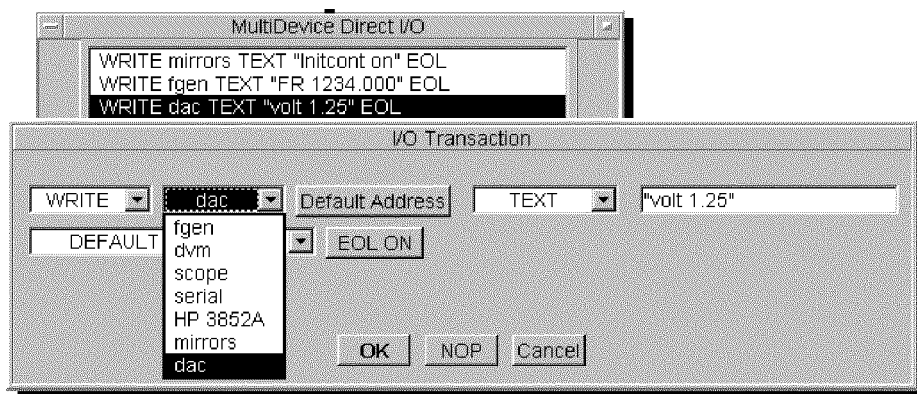 MultiDevice Direct I/O
WRITE mirrors TEXT "Initcont on" EOL
WRITE fgen TEXT "FR 1234.000" EOL
WRITE dac TEXT "volt 1.25" EOL
I/O Transaction
WRITE dac Default Address TEXT "volt 1.25"
DEFAULT EOL ON
fgen
dvm
scope
serial
HP 3852A
mirrors
dac
OK NOP Cancel